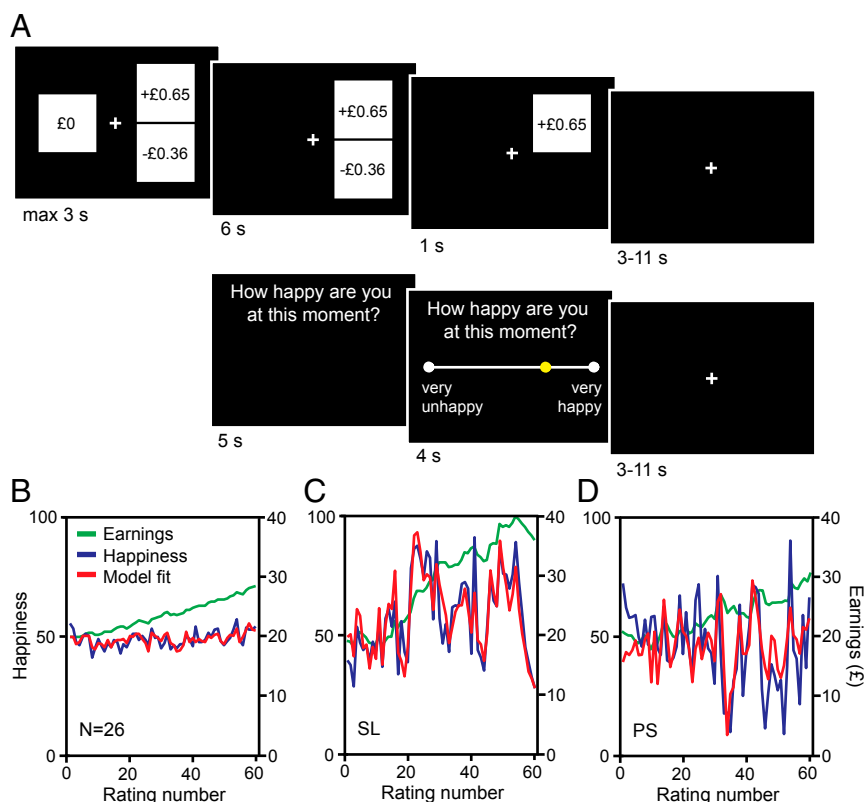 A
£0
+
+£0.65
-£0.36
max 3 s
+
+£0.65
-£0.36
6 s
+
+£0.65
1 s
+
3-11 s
How happy are you
at this moment?
5 s
How happy are you
at this moment?
very
unhappy
very
happy
4 s
+
3-11 s
B
Happiness
100
50
0
40
30
20
10
0
Earnings
Happiness
Model fit
N=26
0 20 40 60
Rating number
C
100
50
0
40
30
20
10
0
SL
0 20 40 60
Rating number
D
100
50
0
40
30
20
10
0
Earnings (£)
PS
0 20 40 60
Rating number